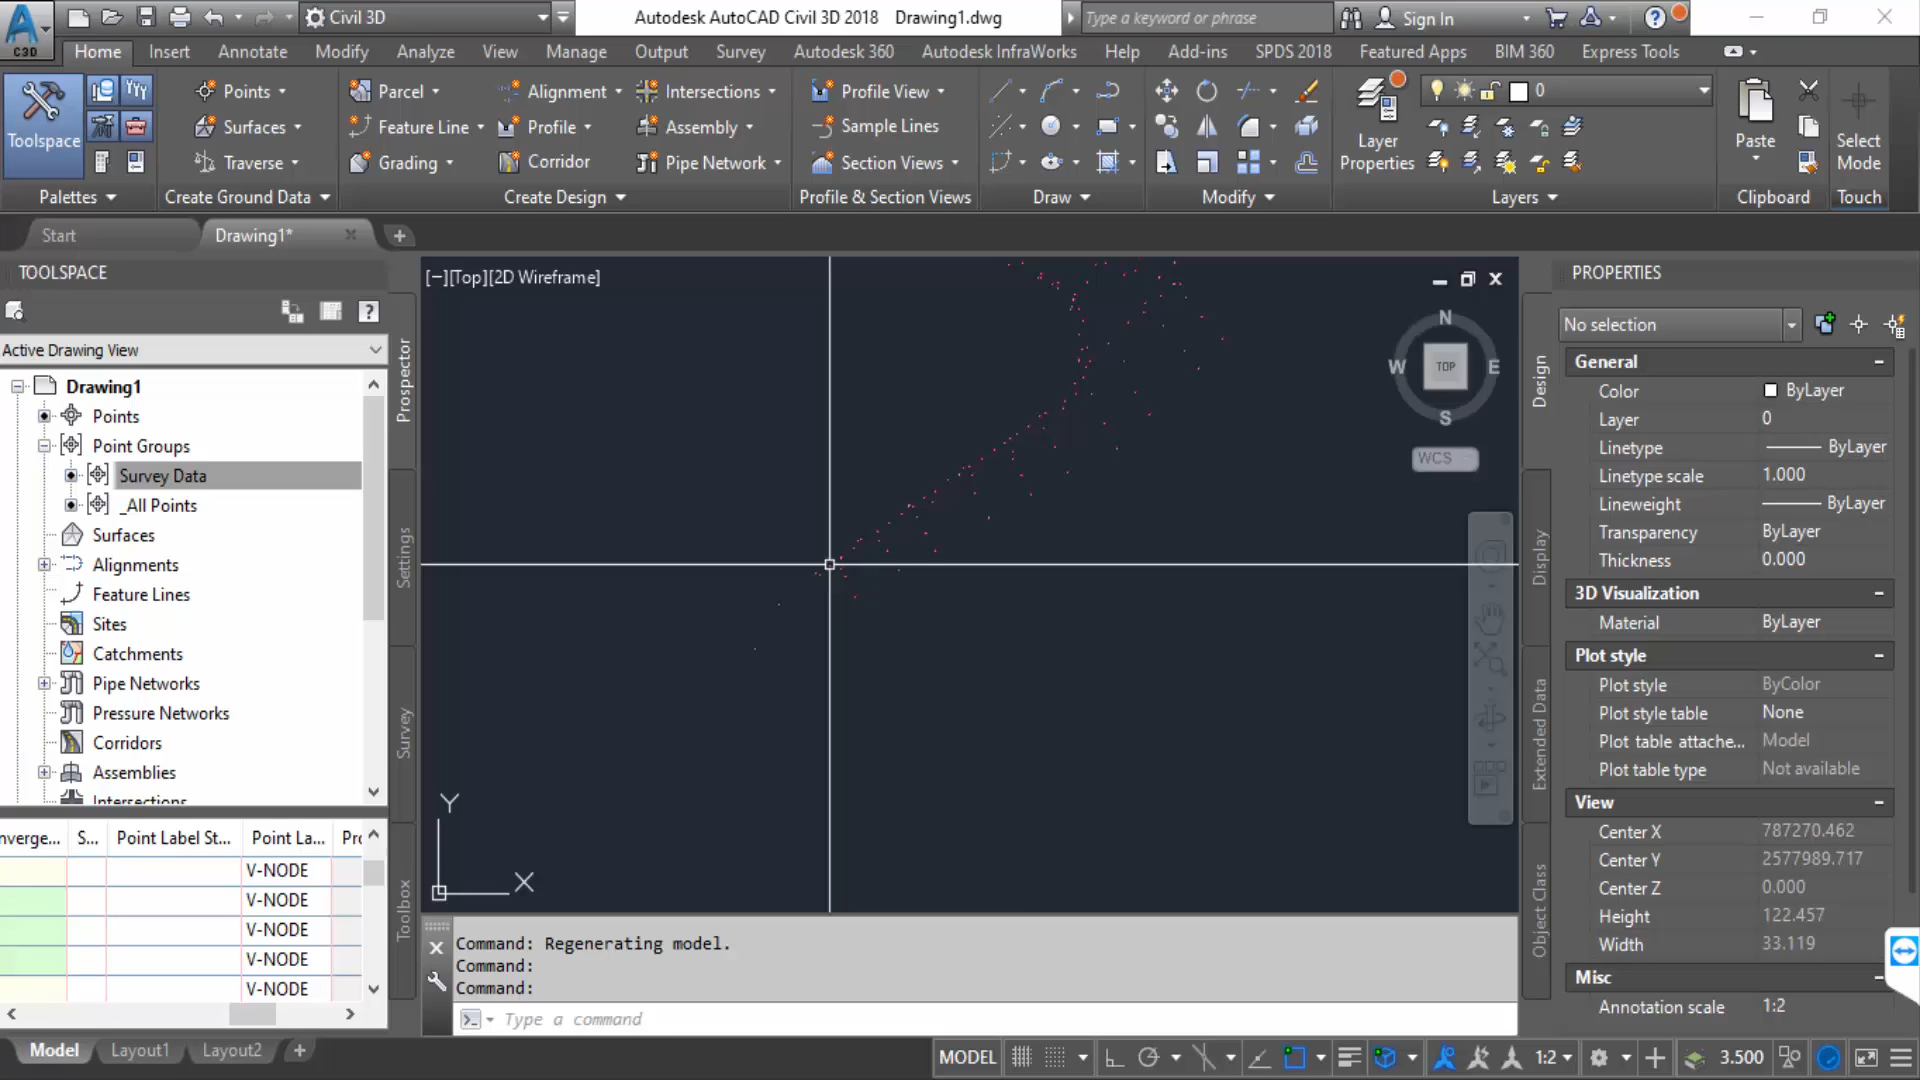 Civil 3D
Autodesk AutoCAD Civil 3D 2018 Drawing1.dwg
Type a keyword or phrase
Sign In
C3D
Home Insert Annotate Modify Analyze View Manage Output Survey Autodesk 360 Autodesk InfraWorks Help Add-ins SPDS 2018 Featured Apps BIM 360 Express Tools
Toolspace
Palettes
Points
Surfaces
Traverse
Create Ground Data
Parcel
Feature Line
Grading
Alignment
Profile
Corridor
Intersections
Assembly
Pipe Network
Create Design
Profile View
Sample Lines
Section Views
Profile & Section Views
Draw
Modify
Layer
Properties
0
Layers
Paste
Clipboard
Select
Mode
Touch
Start
Drawing1*
TOOLSPACE
Active Drawing View
Drawing1
Points
Point Groups
Survey Data
_All Points
Surfaces
Alignments
Feature Lines
Sites
Catchments
Pipe Networks
Pressure Networks
Corridors
Assemblies
Intersections
nverge... S... Point Label St... Point La... Pro
V-NODE
V-NODE
V-NODE
V-NODE
V-NODE
Prospector
Settings
Survey
Toolbox
[−][Top][2D Wireframe]
N
W TOP E
S
WCS
Y
X
Command: Regenerating model.
Command:
Command:
Type a command
Design
Display
Extended Data
Object Class
PROPERTIES
No selection
General
Color ByLayer
Layer 0
Linetype ByLayer
Linetype scale 1.000
Lineweight ByLayer
Transparency ByLayer
Thickness 0.000
3D Visualization
Material ByLayer
Plot style
Plot style ByColor
Plot style table None
Plot table attache... Model
Plot table type Not available
View
Center X 787270.462
Center Y 2577989.717
Center Z 0.000
Height 122.457
Width 33.119
Misc
Annotation scale 1:2
Model Layout1 Layout2
MODEL
1:2
3.500